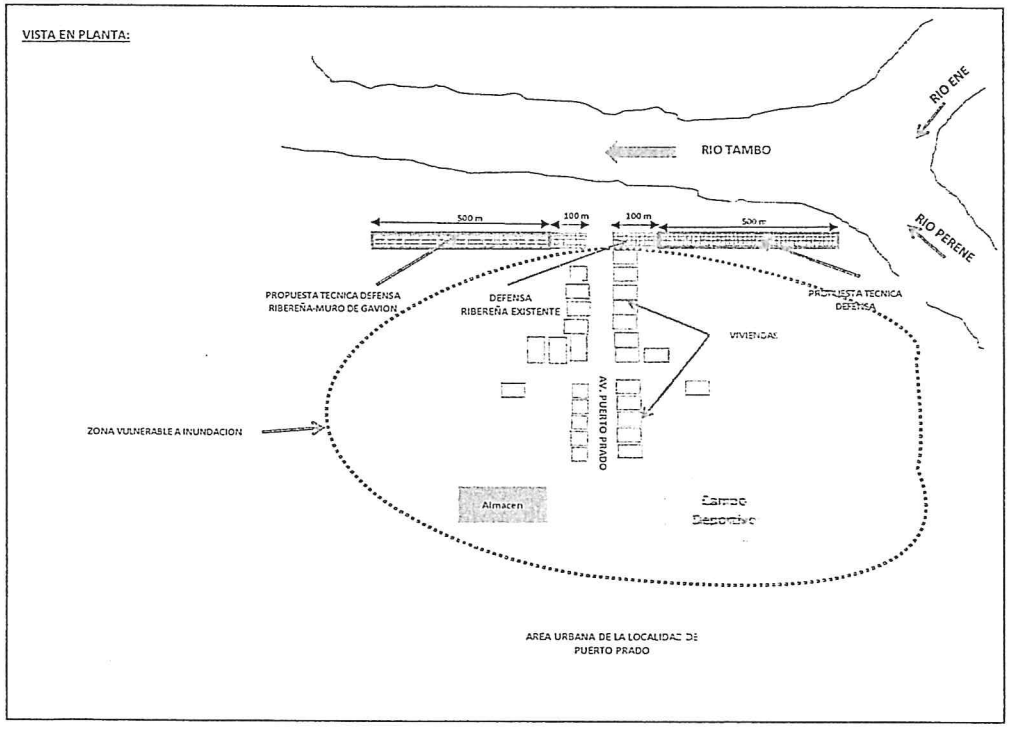 VISTA EN PLANTA:
RIO ENE
RIO TAMBO
RIO PERENE
500 m
100 m
100 m
500 m
PROPUESTA TECNICA DEFENSA
RIBEREÑA-MURO DE GAVION
DEFENSA
RIBEREÑA EXISTENTE
PROPUESTA TECNICA
DEFENSA
VIVIENDAS
AV. PUERTO PRADO
ZONA VULNERABLE A INUNDACION
Almacen
Campo
Deportivo
AREA URBANA DE LA LOCALIDAD DE
PUERTO PRADO